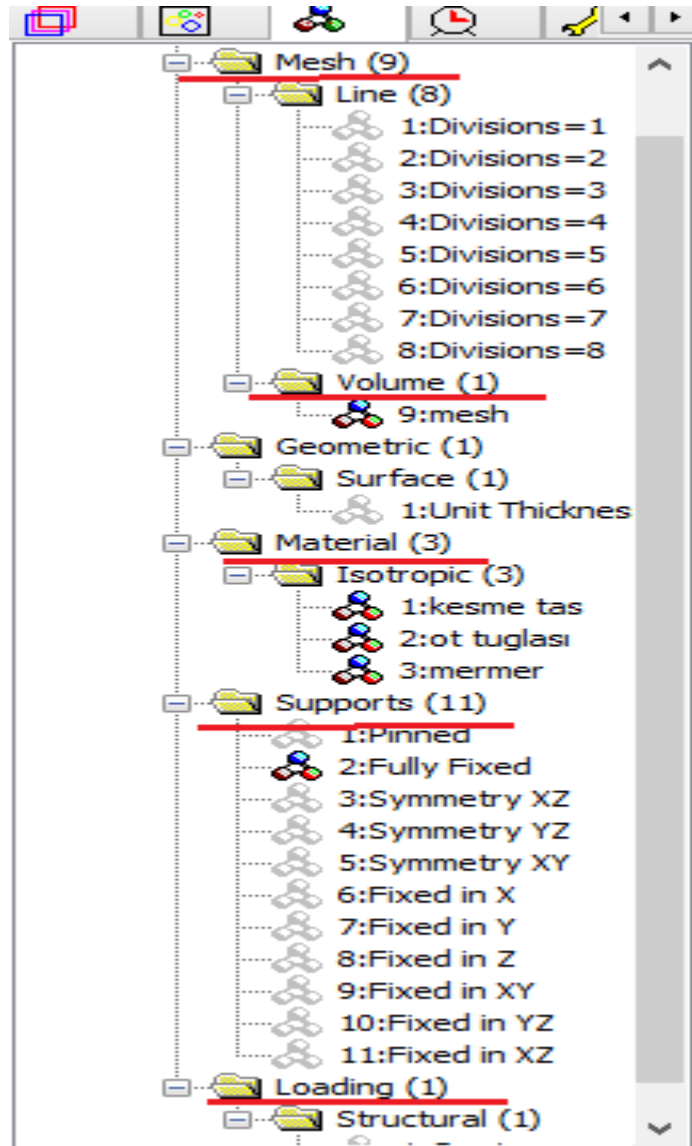 Mesh (9)
Line (8)
1:Divisions=1
2:Divisions=2
3:Divisions=3
4:Divisions=4
5:Divisions=5
6:Divisions=6
7:Divisions=7
8:Divisions=8
Volume (1)
9:mesh
Geometric (1)
Surface (1)
1:Unit Thicknes
Material (3)
Isotropic (3)
1:kesme tas
2:ot tuglası
3:mermer
Supports (11)
1:Pinned
2:Fully Fixed
3:Symmetry XZ
4:Symmetry YZ
5:Symmetry XY
6:Fixed in X
7:Fixed in Y
8:Fixed in Z
9:Fixed in XY
10:Fixed in YZ
11:Fixed in XZ
Loading (1)
Structural (1)